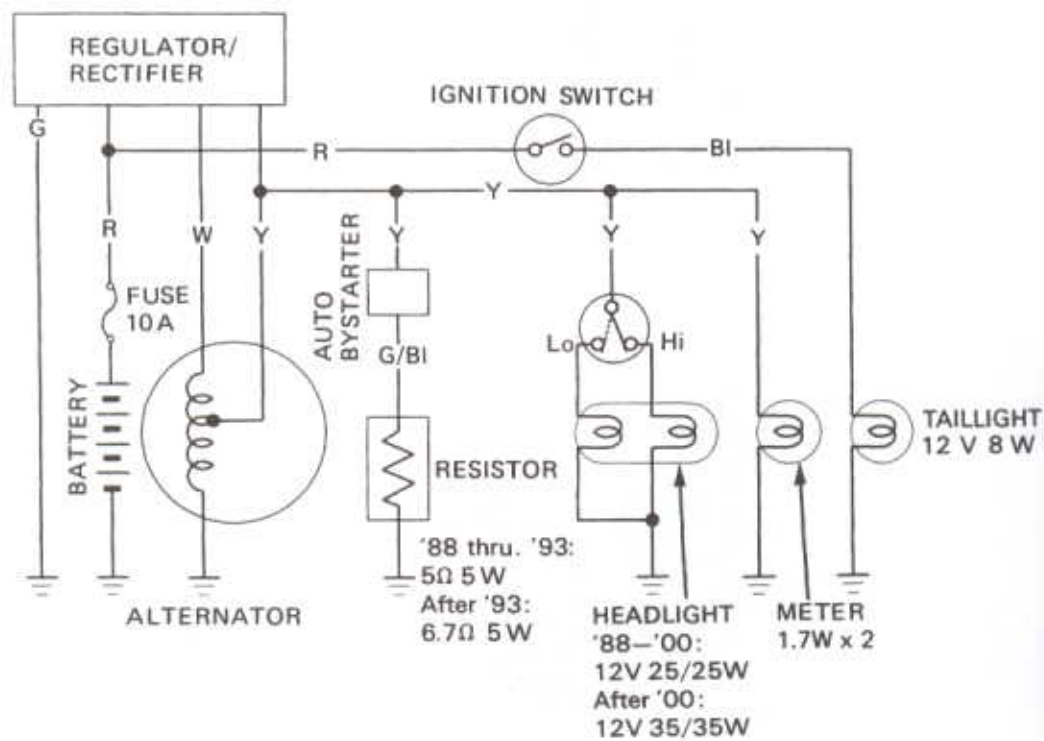 REGULATOR/
RECTIFIER
IGNITION SWITCH
G
R
Bl
Y
R
W
Y
Y
Y
Y
FUSE
10A
AUTO
BYSTARTER
G/Bl
Lo
Hi
BATTERY
RESISTOR
TAILLIGHT
12 V 8 W
'88 thru. '93:
5Ω 5W
After '93:
6.7Ω 5W
ALTERNATOR
HEADLIGHT
'88—'00:
12V 25/25W
After '00:
12V 35/35W
METER
1.7W x 2